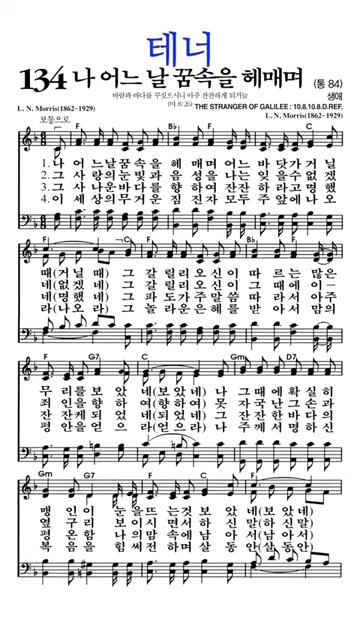 테너
134 나 어느 날 꿈속을 헤매며 (통 84)
바람과 바다를 꾸짖으시니 아주 잔잔하게 되거늘 생애
(마 8:26) THE STRANGER OF GALILEE : 10.8.10.8.D.REF.
L. N. Morris(1862-1929) L. N. Morris(1862-1929)
보통으로
F B♭ F
1. 나 어느 날 꿈 속 을 헤 매 며 어 느 바 닷 가 거 닐
2. 그 사 랑 의 눈 빛 과 음 성 을 나 는 잊 을 수 없 겠
3. 그 사 나 운 바 다 를 향 하 여 잔 잔 하 라 고 명 했
4. 이 세 상 의 무 거 운 짐 진 자 모 두 주 앞 에 나 오
F C F B♭ F
때 (거 닐 때) 그 갈 릴 리 오 신 이 따 르 는 많 은
네 (없 겠 네) 그 갈 릴 리 오 신 이 그 때 에 이 –
네 (명 했 네) 그 파 도 가 주 말 씀 따 라 서 아 주
라 (나 오 라) 그 놀 라 운 은 혜 를 받 아 서 맘 의
F G7 C Gm D7
무 리 를 보 았 네 (보 았 네) 나 그 때 에 확 실 히
죄 인 을 향 하 여 (향 하 여) 못 자 국 난 그 손 과
잔 잔 케 되 었 네 (되 었 네) 그 잔 잔 한 바 다 의
평 안 을 얻 으 라 (얻 으 라) 나 주 께 서 명 하 신
Gm G7 F C F
맹 인 이 눈 을 뜨 는 것 보 았 네 (보 았 네)
옆 구 리 보 이 시 면 서 하 신 말 (하 신 말)
평 온 함 나 의 맘 속 에 남 아 서 (남 아 서)
복 음 을 힘 써 전 하 며 살 동 안 (살 동 안)